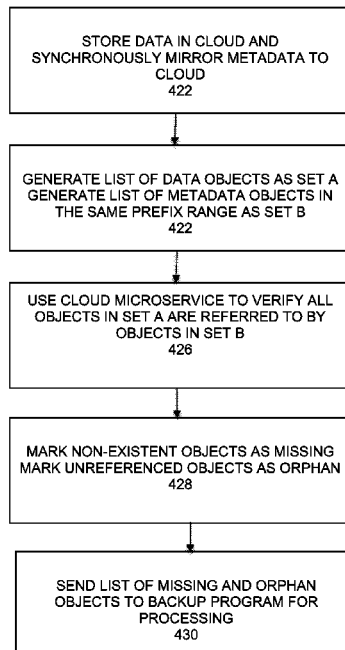 STORE DATA IN CLOUD AND
SYNCHRONOUSLY MIRROR METADATA TO
CLOUD
422
GENERATE LIST OF DATA OBJECTS AS SET A
GENERATE LIST OF METADATA OBJECTS IN
THE SAME PREFIX RANGE AS SET B
422
USE CLOUD MICROSERVICE TO VERIFY ALL
OBJECTS IN SET A ARE REFERRED TO BY
OBJECTS IN SET B
426
MARK NON-EXISTENT OBJECTS AS MISSING
MARK UNREFERENCED OBJECTS AS ORPHAN
428
SEND LIST OF MISSING AND ORPHAN
OBJECTS TO BACKUP PROGRAM FOR
PROCESSING
430